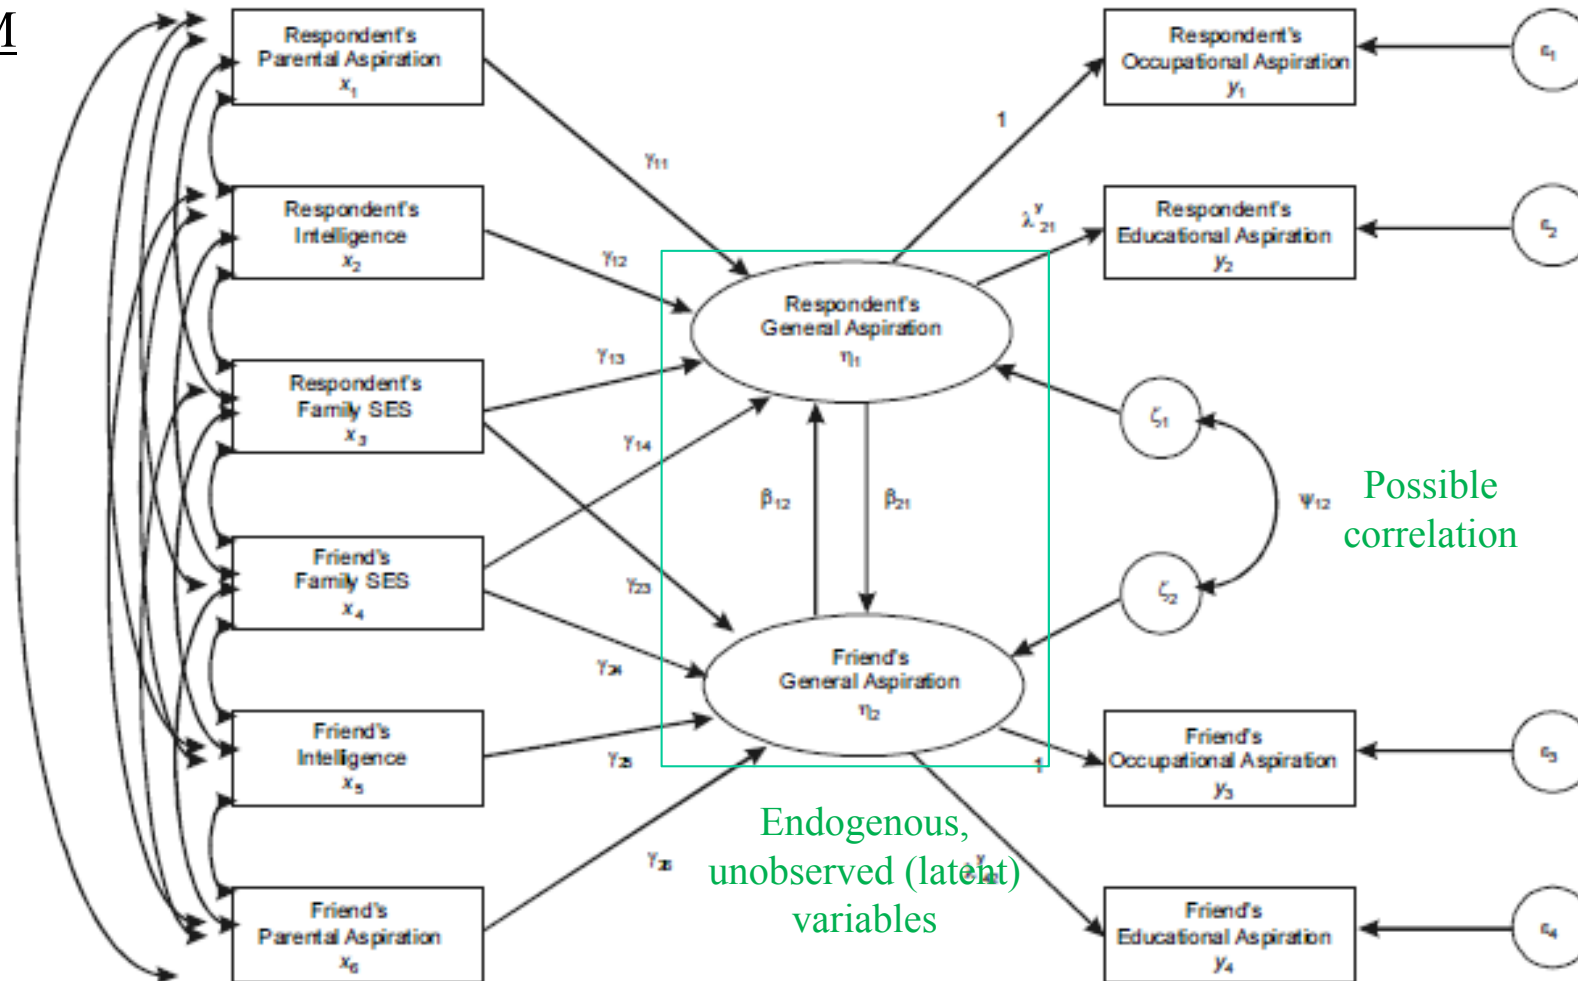 M
Respondent's
Parental Aspiration
x₁
Respondent's
Intelligence
x₂
Respondent's
Family SES
x₃
Friend's
Family SES
x₄
Friend's
Intelligence
x₅
Friend's
Parental Aspiration
x₆
γ₁₁
γ₁₂
γ₁₃
γ₁₄
γ₂₃
γ₂₄
γ₂₅
γ₂₆
Respondent's
General Aspiration
η₁
β₁₂
β₂₁
Friend's
General Aspiration
η₂
Endogenous,
unobserved (latent)
variables
1
λʸ₂₁
1
Respondent's
Occupational Aspiration
y₁
Respondent's
Educational Aspiration
y₂
ζ₁
ζ₂
ψ₁₂
Possible
correlation
Friend's
Occupational Aspiration
y₃
Friend's
Educational Aspiration
y₄
ε₁
ε₂
ε₃
ε₄